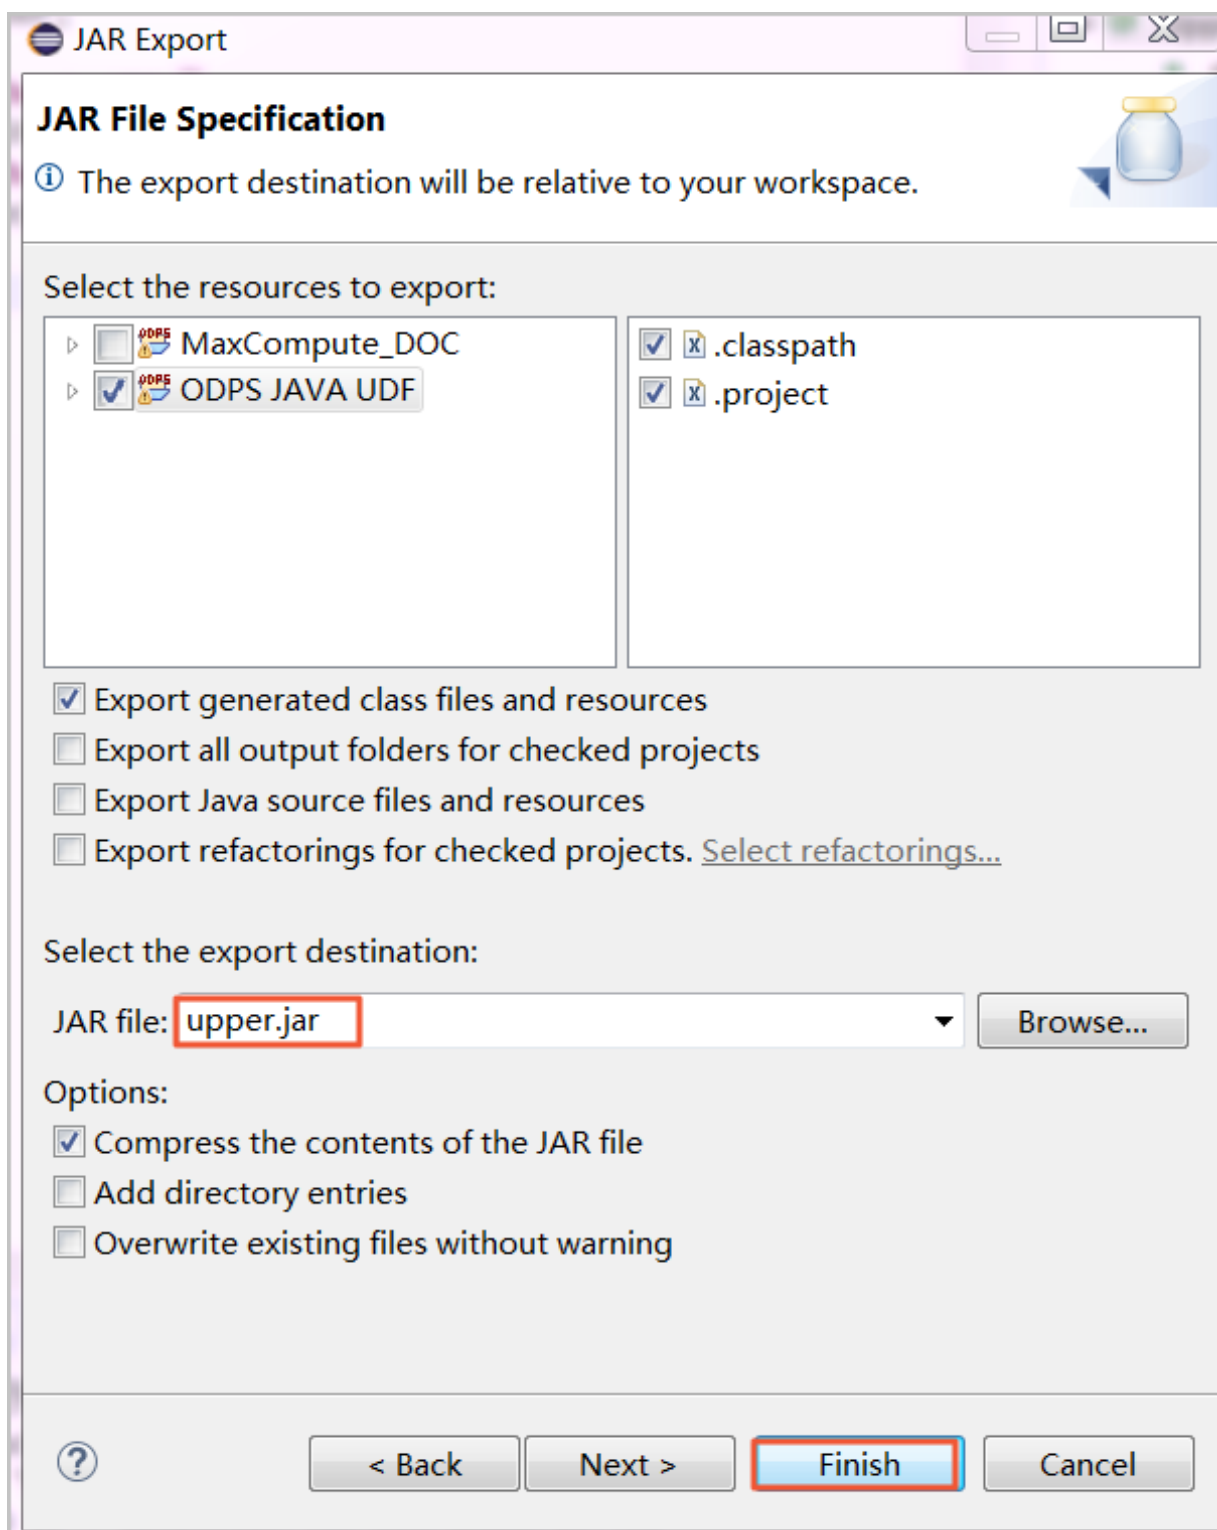 JAR Export
JAR File Specification
The export destination will be relative to your workspace.
Select the resources to export:
MaxCompute_DOC
ODPS JAVA UDF
.classpath
.project
Export generated class files and resources
Export all output folders for checked projects
Export Java source files and resources
Export refactorings for checked projects. Select refactorings...
Select the export destination:
JAR file: upper.jar Browse...
Options:
Compress the contents of the JAR file
Add directory entries
Overwrite existing files without warning
< Back Next > Finish Cancel